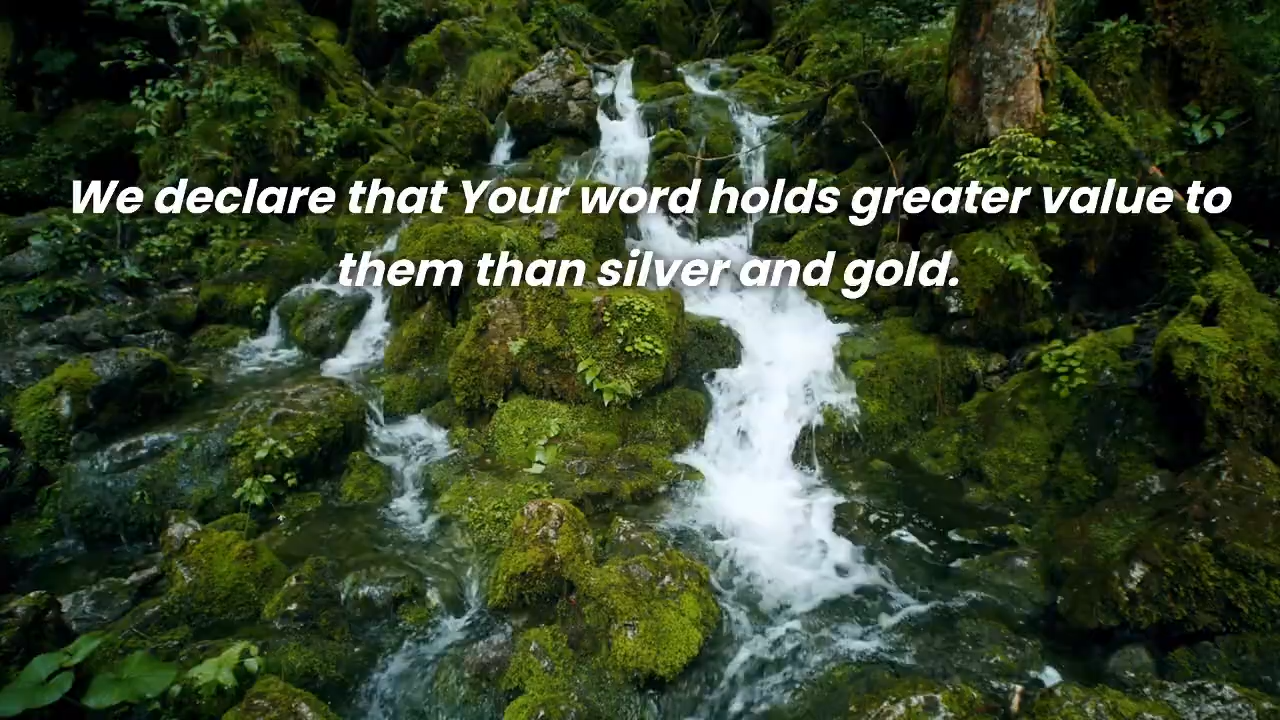 We declare that Your word holds greater value to
them than silver and gold.